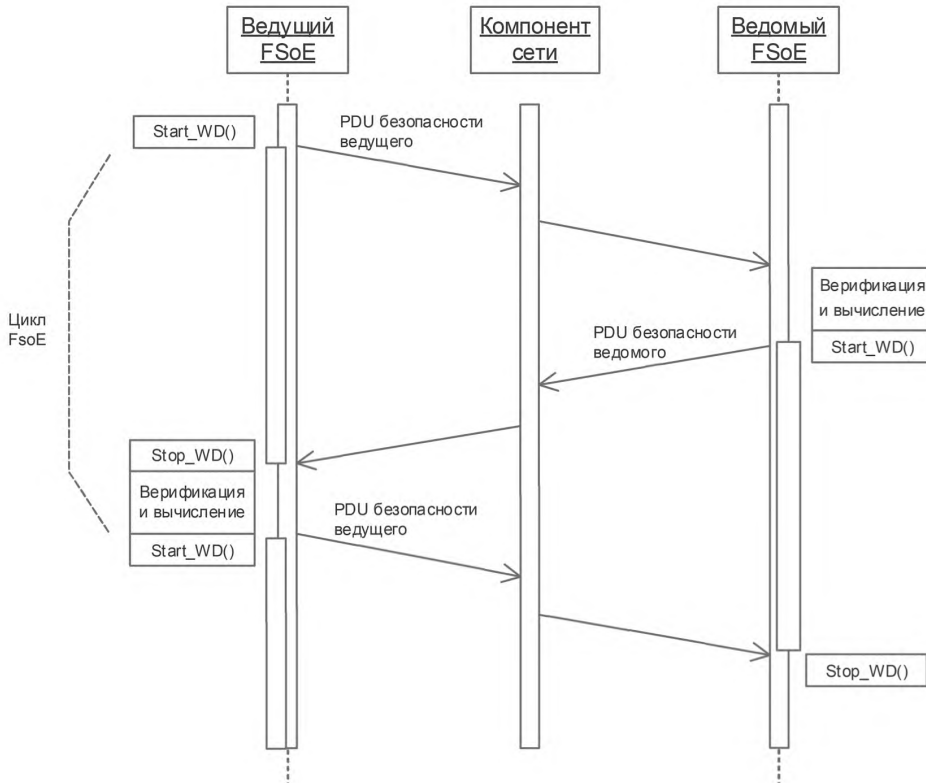 Ведущий
FSoE
Компонент
сети
Ведомый
FSoE
Start_WD()
PDU безопасности
ведущего
Верификация
и вычисление
Start_WD()
PDU безопасности
ведомого
Цикл
FsoE
Stop_WD()
Верификация
и вычисление
Start_WD()
PDU безопасности
ведущего
Stop_WD()